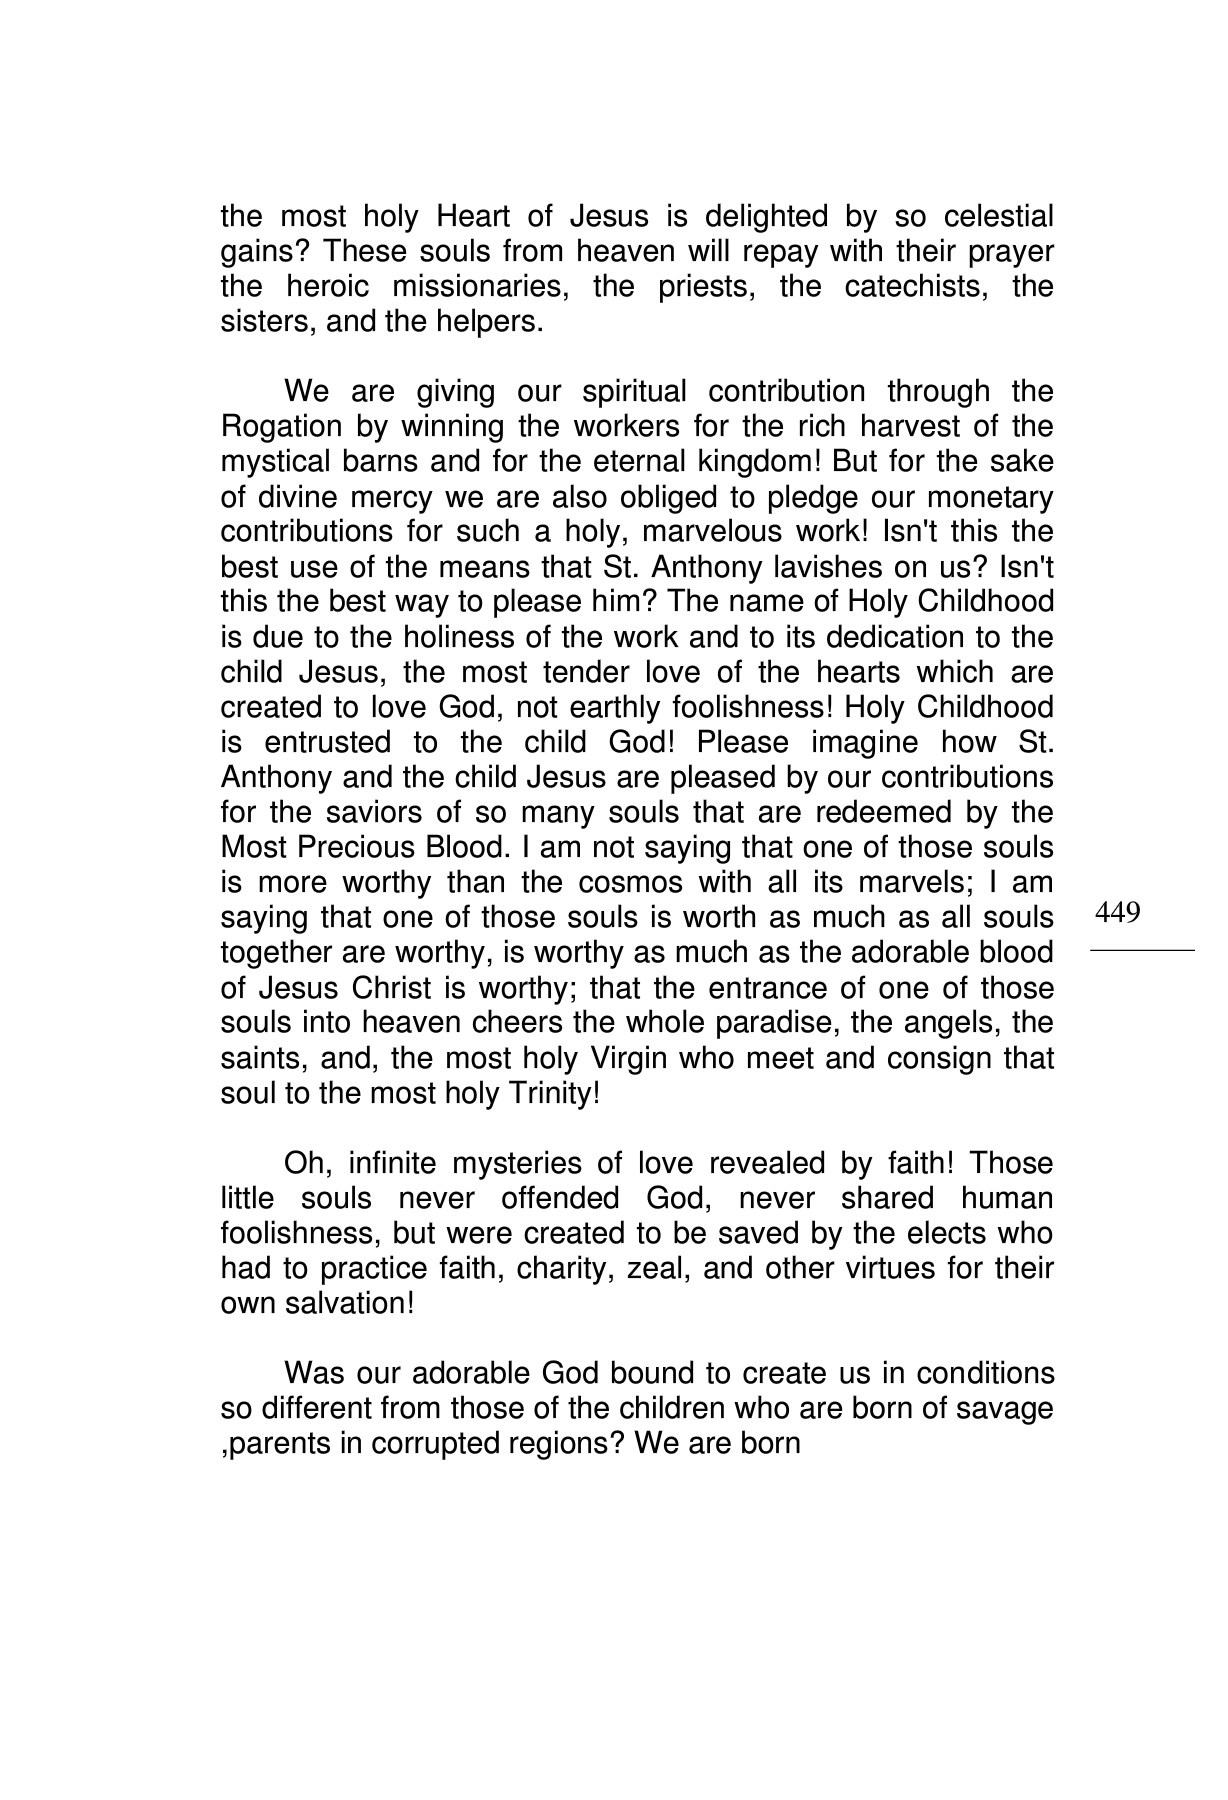 the most holy Heart of Jesus is delighted by so celestial
gains? These souls from heaven will repay with their prayer
the heroic missionaries, the priests, the catechists, the
sisters, and the helpers.
We are giving our spiritual contribution through the
Rogation by winning the workers for the rich harvest of the
mystical barns and for the eternal kingdom! But for the sake
of divine mercy we are also obliged to pledge our monetary
contributions for such a holy, marvelous work! Isn't this the
best use of the means that St. Anthony lavishes on us? Isn't
this the best way to please him? The name of Holy Childhood
is due to the holiness of the work and to its dedication to the
child Jesus, the most tender love of the hearts which are
created to love God, not earthly foolishness! Holy Childhood
is entrusted to the child God! Please imagine how St.
Anthony and the child Jesus are pleased by our contributions
for the saviors of so many souls that are redeemed by the
Most Precious Blood. I am not saying that one of those souls
is more worthy than the cosmos with all its marvels; I am
saying that one of those souls is worth as much as all souls
together are worthy, is worthy as much as the adorable blood
of Jesus Christ is worthy; that the entrance of one of those
souls into heaven cheers the whole paradise, the angels, the
saints, and, the most holy Virgin who meet and consign that
soul to the most holy Trinity!
449
Oh, infinite mysteries of love revealed by faith! Those
little souls never offended God, never shared human
foolishness, but were created to be saved by the elects who
had to practice faith, charity, zeal, and other virtues for their
own salvation!
Was our adorable God bound to create us in conditions
so different from those of the children who are born of savage
,parents in corrupted regions? We are born